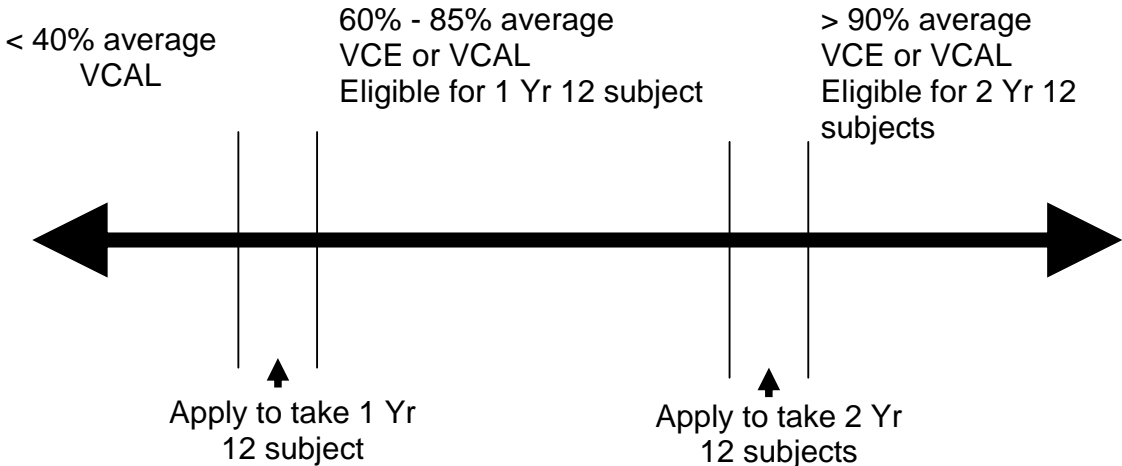 < 40% average
VCAL
60% - 85% average
VCE or VCAL
Eligible for 1 Yr 12 subject
> 90% average
VCE or VCAL
Eligible for 2 Yr 12
subjects
Apply to take 1 Yr
12 subject
Apply to take 2 Yr
12 subjects